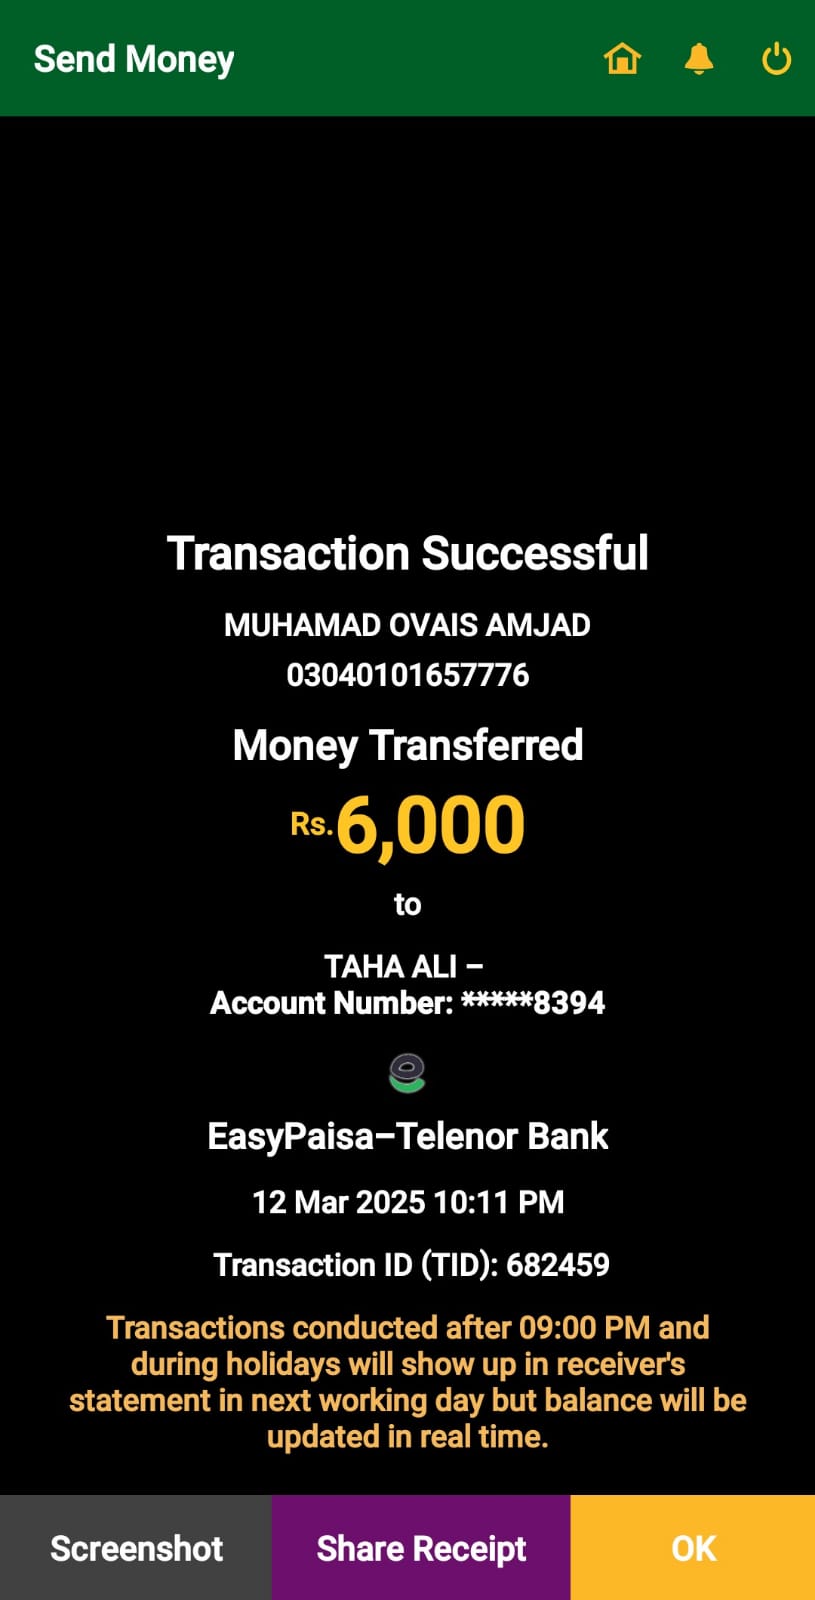 Send Money
Transaction Successful
MUHAMAD OVAIS AMJAD
03040101657776
Money Transferred
Rs.6,000
to
TAHA ALI –
Account Number: *****8394
EasyPaisa–Telenor Bank
12 Mar 2025 10:11 PM
Transaction ID (TID): 682459
Transactions conducted after 09:00 PM and
during holidays will show up in receiver's
statement in next working day but balance will be
updated in real time.
Screenshot
Share Receipt
OK